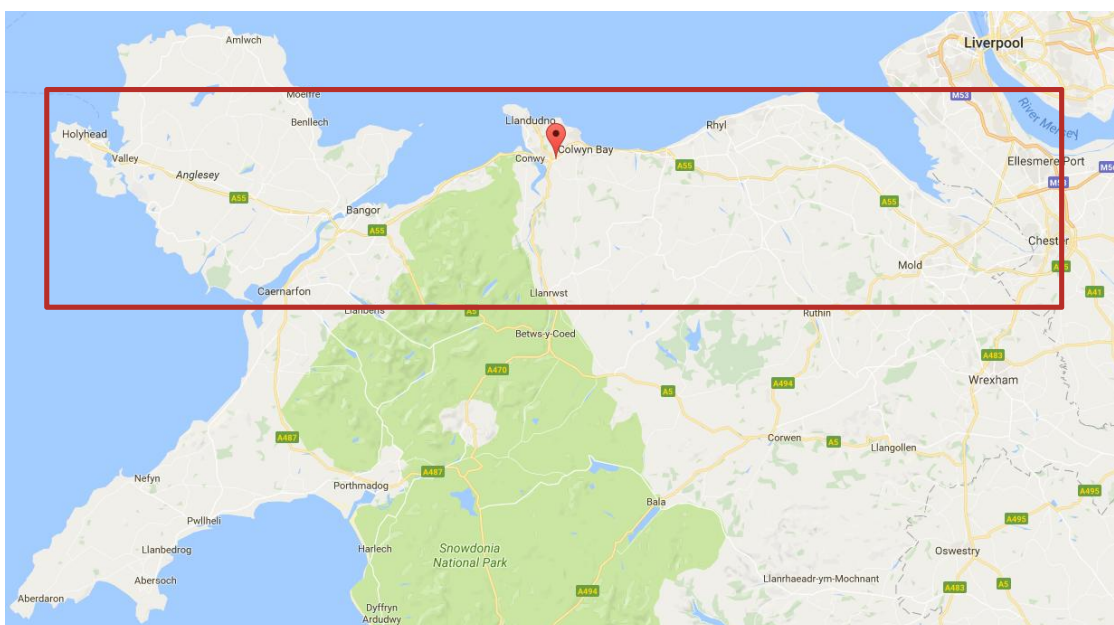 Amlwch
Liverpool
Moelfre
M53
River Mersey
Benllech
Llandudno
Rhyl
Holyhead
Valley
Conwy
Colwyn Bay
Ellesmere Port
A55
M56
Anglesey
M53
A55
A55
Bangor
A55
Chester
Mold
A55
Caernarfon
Llanrwst
A41
Llanberis
A5
Ruthin
Betws-y-Coed
A483
A470
Wrexham
A494
A5
A487
Corwen
A5
Llangollen
Nefyn
A487
Porthmadog
A495
Bala
Pwllheli
A495
Llanbedrog
Harlech
Snowdonia
National Park
Oswestry
Abersoch
Llanrhaeadr-ym-Mochnant
A5
A483
A494
Aberdaron
Dyffryn
Ardudwy